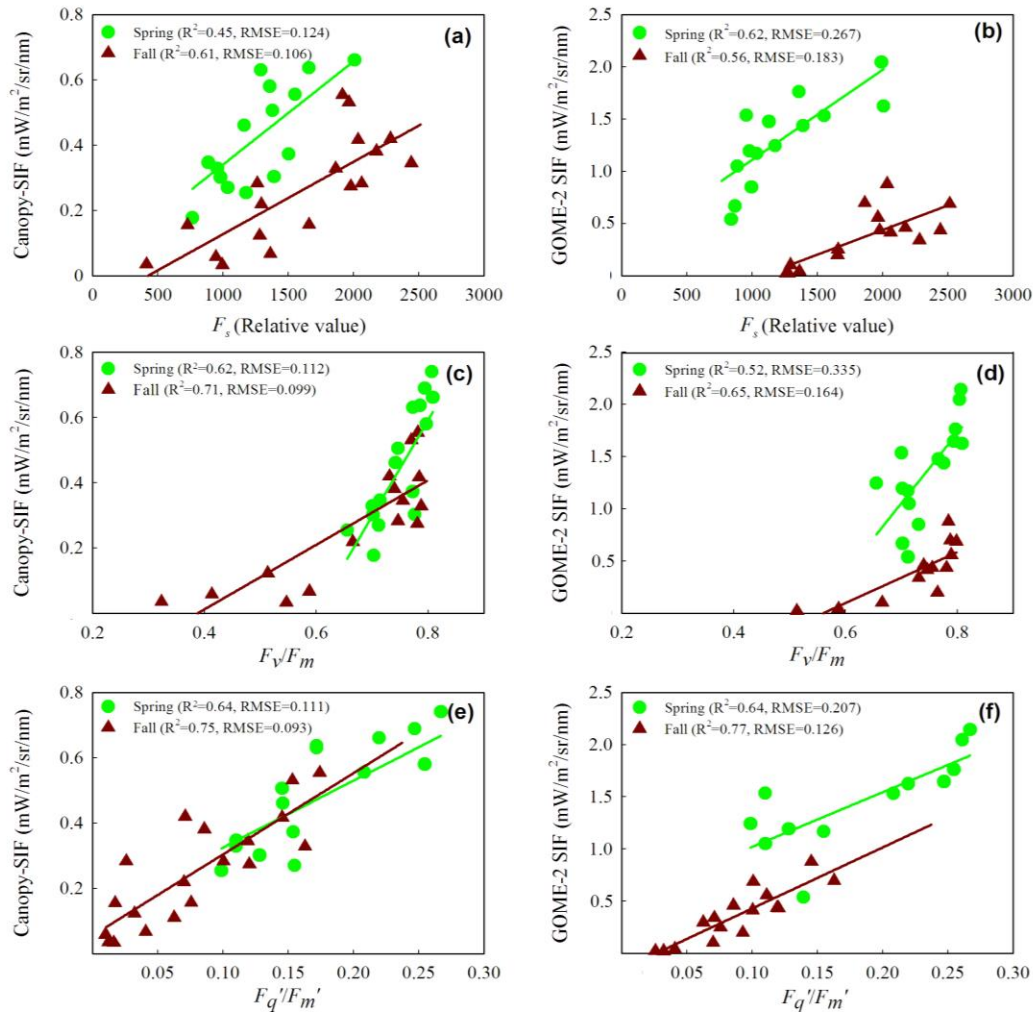 Spring (R²=0.45, RMSE=0.124)
Fall (R²=0.61, RMSE=0.106)
(a)
0.8
0.6
0.4
0.2
0
Canopy-SIF (mW/m²/sr/nm)
0 500 1000 1500 2000 2500 3000
Fs (Relative value)
Spring (R²=0.62, RMSE=0.267)
Fall (R²=0.56, RMSE=0.183)
(b)
2.5
2.0
1.5
1.0
0.5
GOME-2 SIF (mW/m²/sr/nm)
0 500 1000 1500 2000 2500 3000
Fs (Relative value)
Spring (R²=0.62, RMSE=0.112)
Fall (R²=0.71, RMSE=0.099)
(c)
0.8
0.6
0.4
0.2
Canopy-SIF (mW/m²/sr/nm)
0.2 0.4 0.6 0.8
Fv/Fm
Spring (R²=0.52, RMSE=0.335)
Fall (R²=0.65, RMSE=0.164)
(d)
2.5
2.0
1.5
1.0
0.5
GOME-2 SIF (mW/m²/sr/nm)
0.2 0.4 0.6 0.8
Fv/Fm
Spring (R²=0.64, RMSE=0.111)
Fall (R²=0.75, RMSE=0.093)
(e)
0.8
0.6
0.4
0.2
Canopy-SIF (mW/m²/sr/nm)
0.05 0.10 0.15 0.20 0.25 0.30
Fq'/Fm'
Spring (R²=0.64, RMSE=0.207)
Fall (R²=0.77, RMSE=0.126)
(f)
2.5
2.0
1.5
1.0
0.5
GOME-2 SIF (mW/m²/sr/nm)
0.05 0.10 0.15 0.20 0.25 0.30
Fq'/Fm'